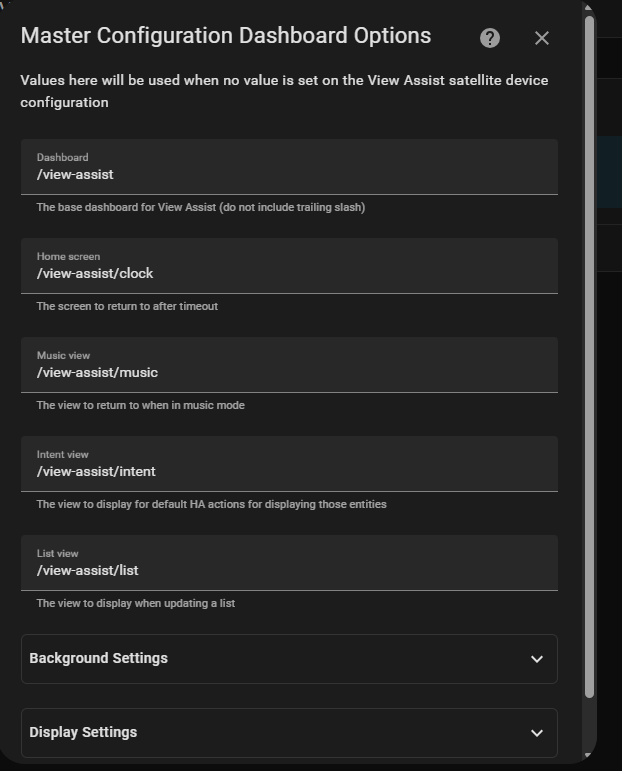 Master Configuration Dashboard Options
Values here will be used when no value is set on the View Assist satellite device
configuration
Dashboard
/view-assist
The base dashboard for View Assist (do not include trailing slash)
Home screen
/view-assist/clock
The screen to return to after timeout
Music view
/view-assist/music
The view to return to when in music mode
Intent view
/view-assist/intent
The view to display for default HA actions for displaying those entities
List view
/view-assist/list
The view to display when updating a list
Background Settings
Display Settings